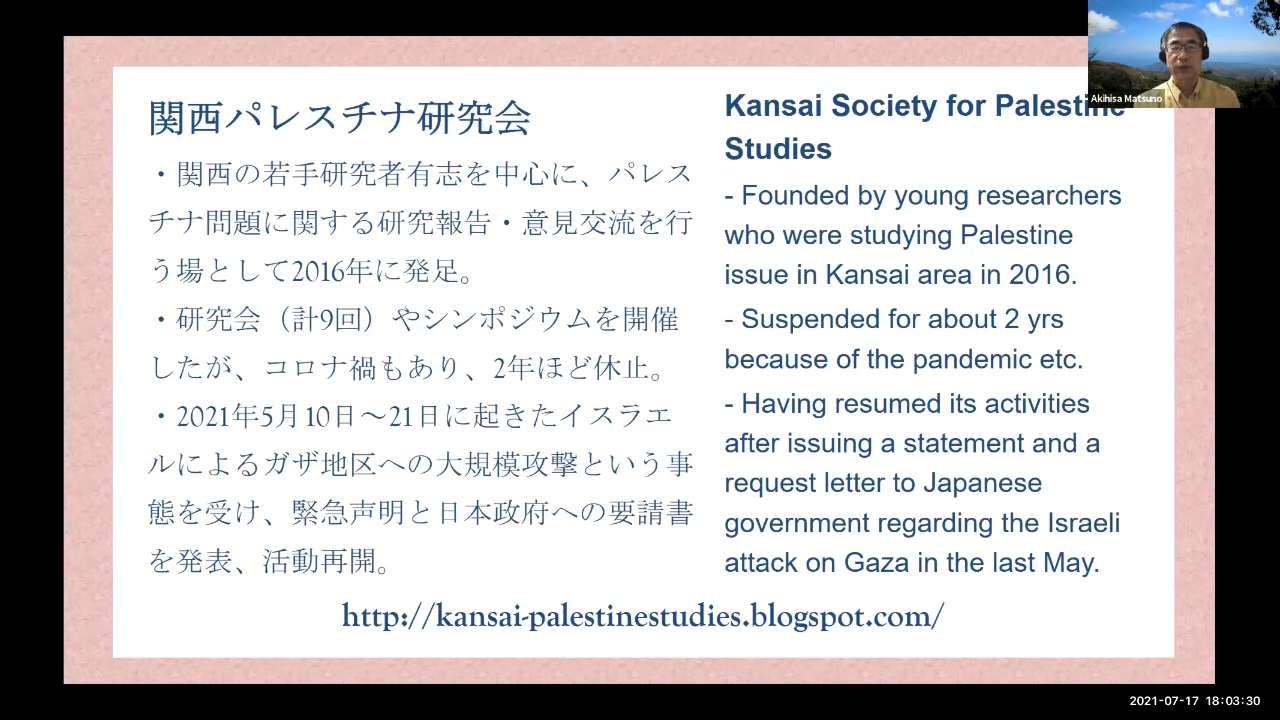 関西パレスチナ研究会
・関西の若手研究者有志を中心に、パレス
チナ問題に関する研究報告・意見交流を行
う場として2016年に発足。
・研究会（計9回）やシンポジウムを開催
したが、コロナ禍もあり、2年ほど休止。
・2021年5月10日～21日に起きたイスラエ
ルによるガザ地区への大規模攻撃という事
態を受け、緊急声明と日本政府への要請書
を発表、活動再開。
Kansai Society for Palestine
Studies
- Founded by young researchers
who were studying Palestine
issue in Kansai area in 2016.
- Suspended for about 2 yrs
because of the pandemic etc.
- Having resumed its activities
after issuing a statement and a
request letter to Japanese
government regarding the Israeli
attack on Gaza in the last May.
http://kansai-palestinestudies.blogspot.com/
Akihisa Matsuno
2021-07-17 18:03:30